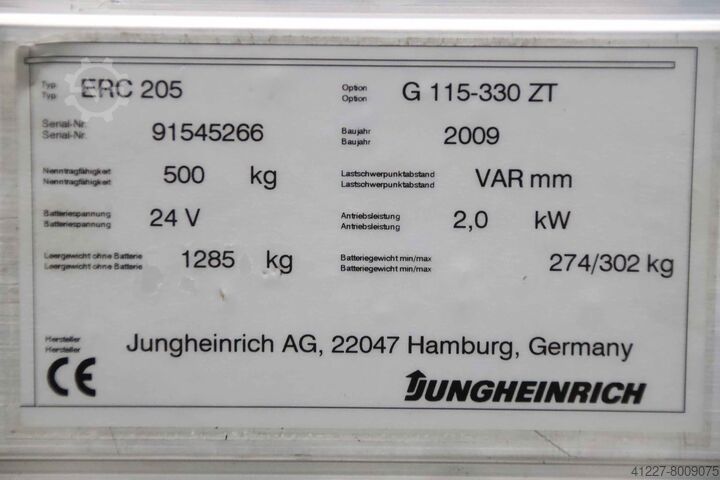 Typ ERC 205 Option G 115-330 ZT
Typ Option
Serial-Nr. 91545266 Baujahr 2009
Serial-Nr. Baujahr
Nenntragfähigkeit 500 kg Lastschwerpunktabstand VAR mm
Nenntragfähigkeit Lastschwerpunktabstand
Batteriespannung 24 V Antriebsleistung 2,0 kW
Batteriespannung Antriebsleistung
Leergewicht ohne Batterie 1285 kg Batteriegewicht min/max 274/302 kg
Leergewicht ohne Batterie Batteriegewicht min/max
Hersteller Jungheinrich AG, 22047 Hamburg, Germany
Hersteller
CE JUNGHEINRICH
41227-8009075